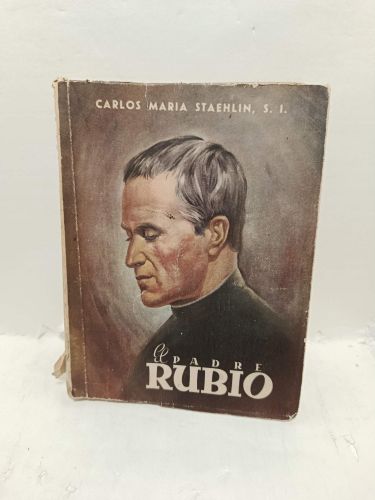 CARLOS MARIA STAEHLIN, S. I.
El PADRE
RUBIO